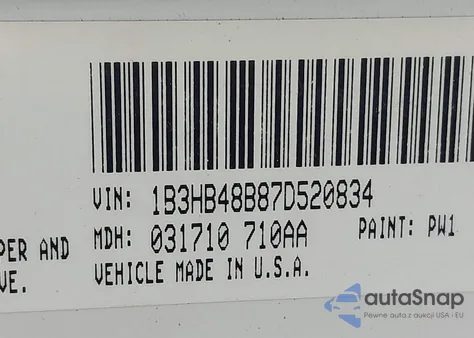 VIN: 1B3HB48B87D520834
PER AND MDH: 031710 710AA PAINT: PW1
VE. VEHICLE MADE IN U.S.A.
autaSnap
Pewne auta z aukcji USA i EU